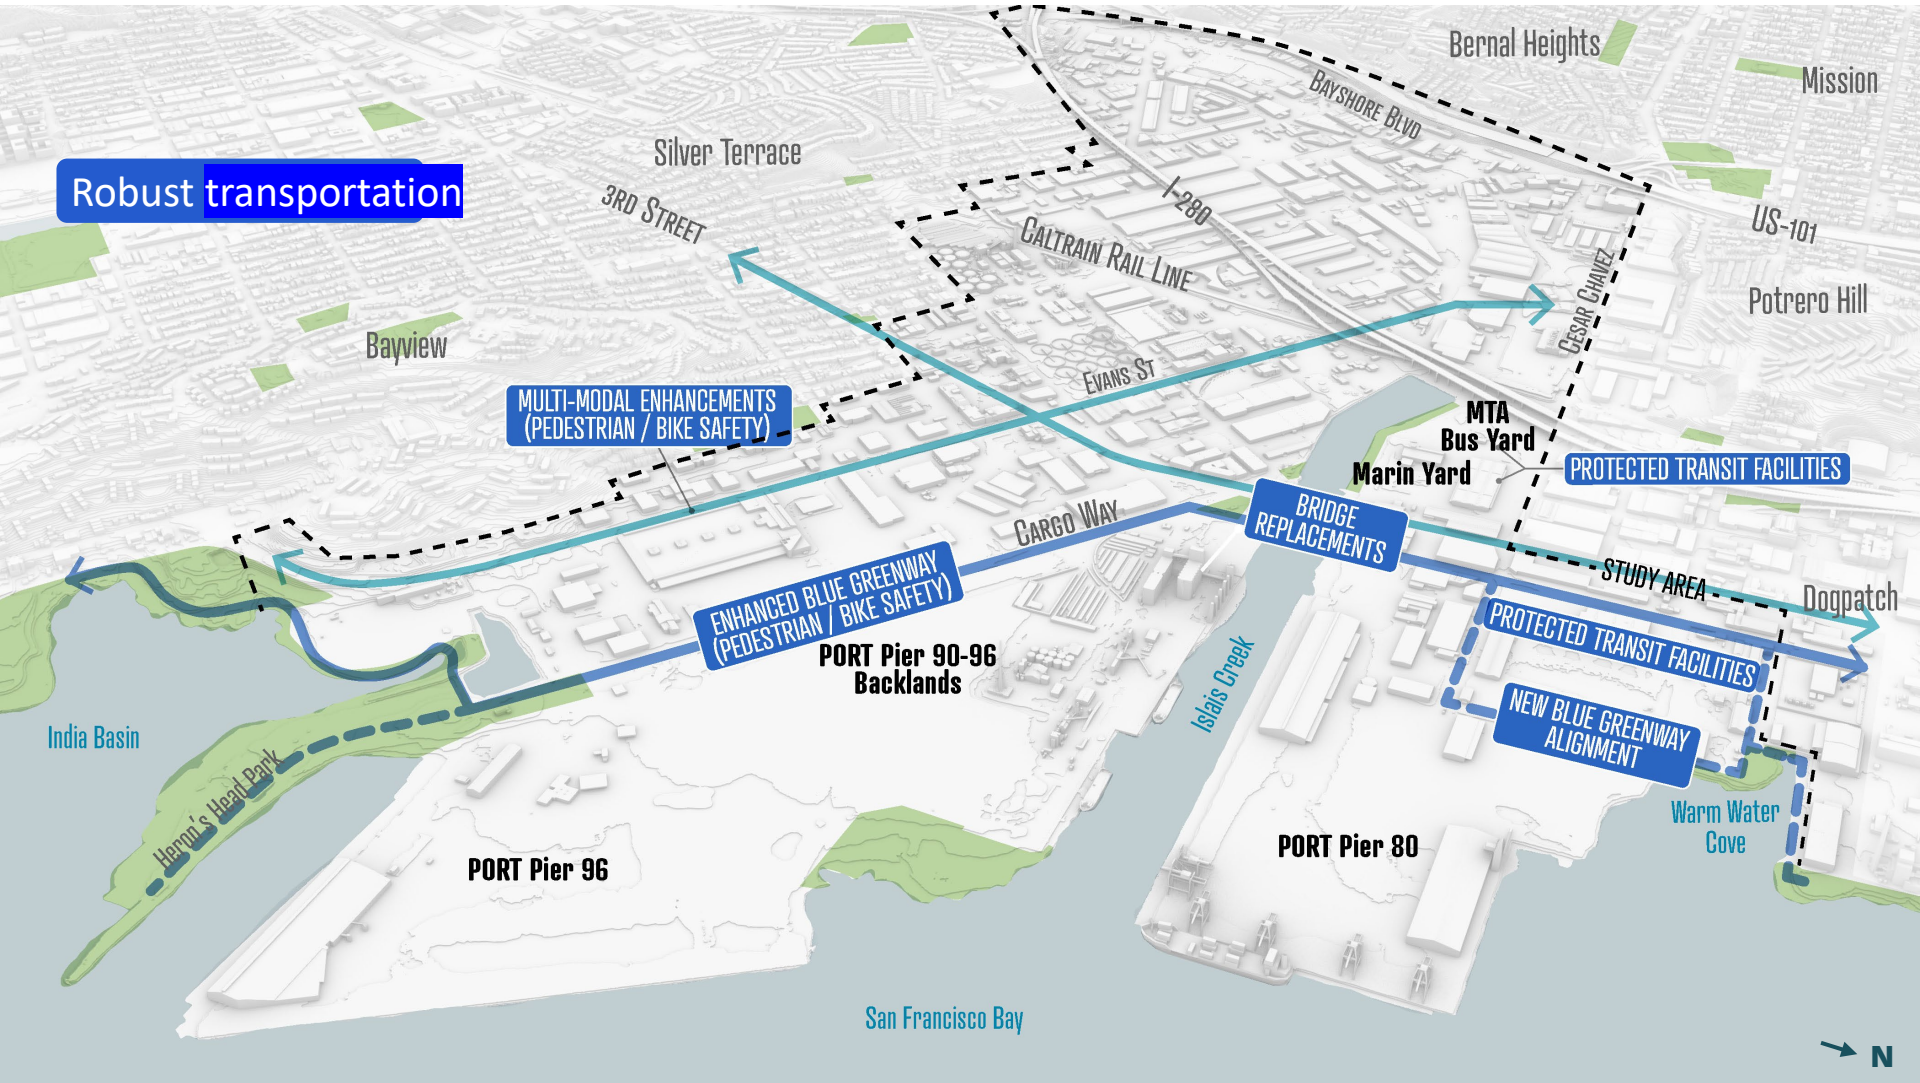 Bernal Heights
Mission
BAYSHORE BLVD
Silver Terrace
Robust transportation
3RD STREET
I-280
US-101
CALTRAIN RAIL LINE
CESAR CHAVEZ
Potrero Hill
Bayview
EVANS ST
MULTI-MODAL ENHANCEMENTS
(PEDESTRIAN / BIKE SAFETY)
MTA
Bus Yard
Marin Yard
PROTECTED TRANSIT FACILITIES
BRIDGE
REPLACEMENTS
CARGO WAY
STUDY AREA
Dogpatch
ENHANCED BLUE GREENWAY
(PEDESTRIAN / BIKE SAFETY)
PROTECTED TRANSIT FACILITIES
PORT Pier 90-96
Backlands
Islais Creek
NEW BLUE GREENWAY
ALIGNMENT
India Basin
Heron's Head Park
Warm Water
Cove
PORT Pier 96
PORT Pier 80
San Francisco Bay
N